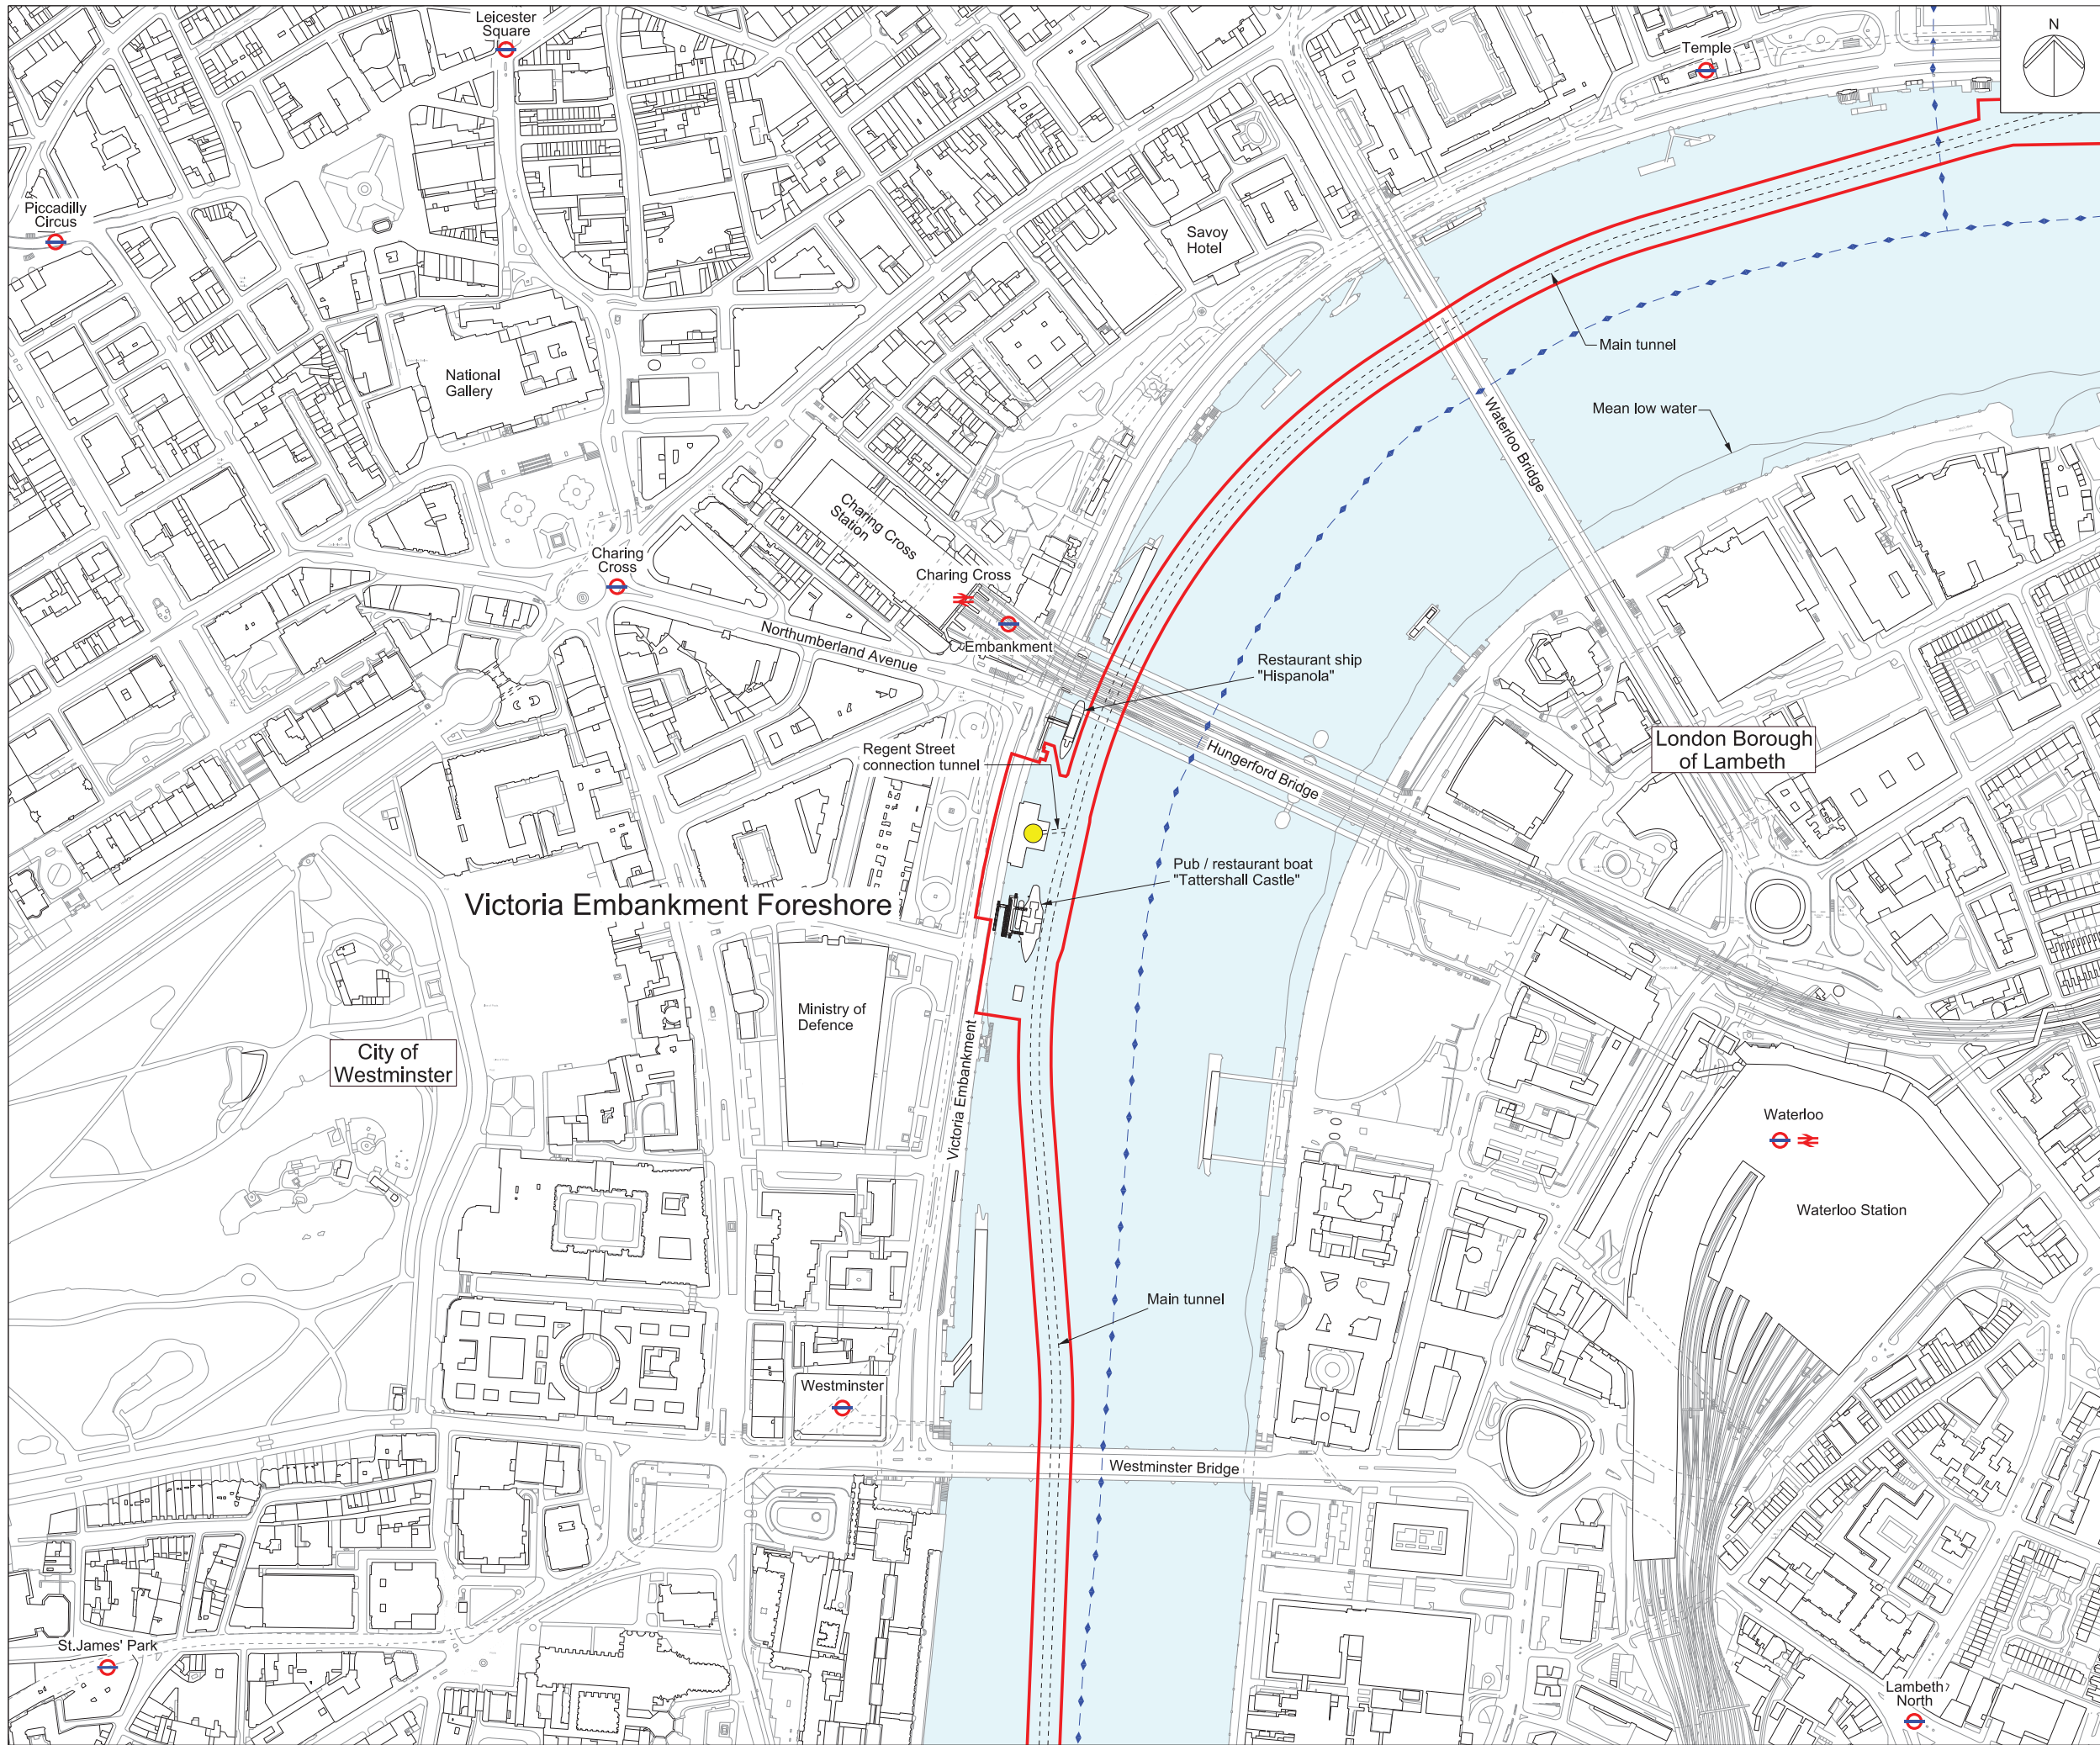 Leicester
Square
Temple
N
Piccadilly
Circus
Savoy
Hotel
Main tunnel
National
Gallery
Mean low water
Waterloo Bridge
Charing Cross
Station
Charing
Cross
Charing Cross
Northumberland Avenue
Embankment
Restaurant ship
"Hispanola"
Regent Street
connection tunnel
Hungerford Bridge
London Borough
of Lambeth
Pub / restaurant boat
"Tattershall Castle"
Victoria Embankment Foreshore
Ministry of
Defence
City of
Westminster
Victoria Embankment
Waterloo
Waterloo Station
Main tunnel
Westminster
Westminster Bridge
St.James' Park
Lambeth
North